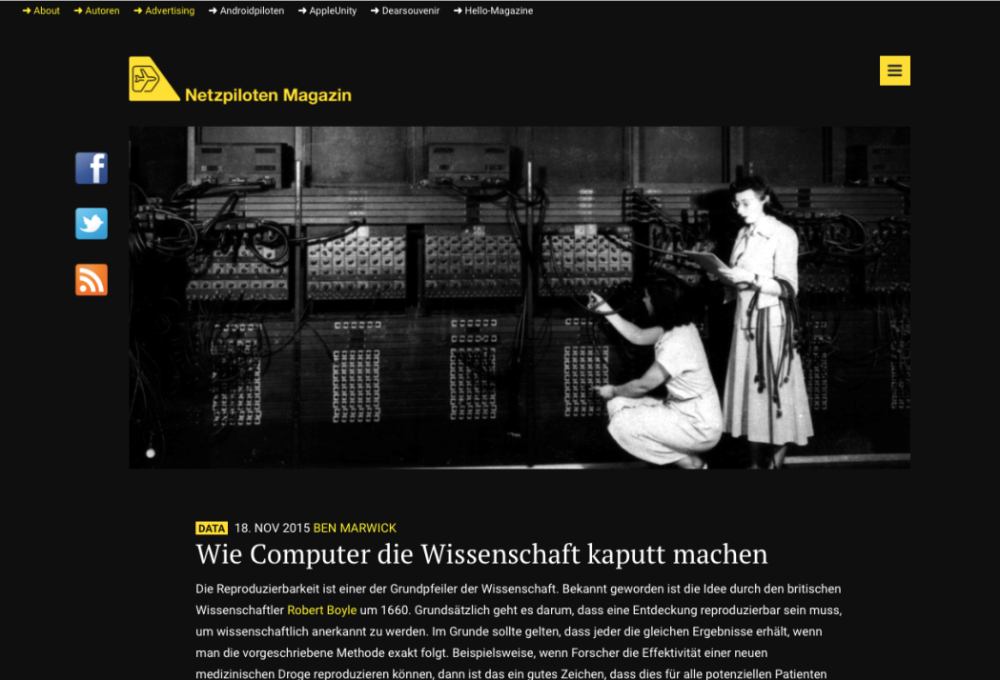 ➔ About ➔ Autoren ➔ Advertising ➔ Androidpiloten ➔ AppleUnity ➔ Dearsouvenir ➔ Hello-Magazine
Netzpiloten Magazin
DATA 18. NOV 2015 BEN MARWICK
Wie Computer die Wissenschaft kaputt machen
Die Reproduzierbarkeit ist einer der Grundpfeiler der Wissenschaft. Bekannt geworden ist die Idee durch den britischen
Wissenschaftler Robert Boyle um 1660. Grundsätzlich geht es darum, dass eine Entdeckung reproduzierbar sein muss,
um wissenschaftlich anerkannt zu werden. Im Grunde sollte gelten, dass jeder die gleichen Ergebnisse erhält, wenn
man die vorgeschriebene Methode exakt folgt. Beispielsweise, wenn Forscher die Effektivität einer neuen
medizinischen Droge reproduzieren können, dann ist das ein gutes Zeichen, dass dies für alle potenziellen Patienten